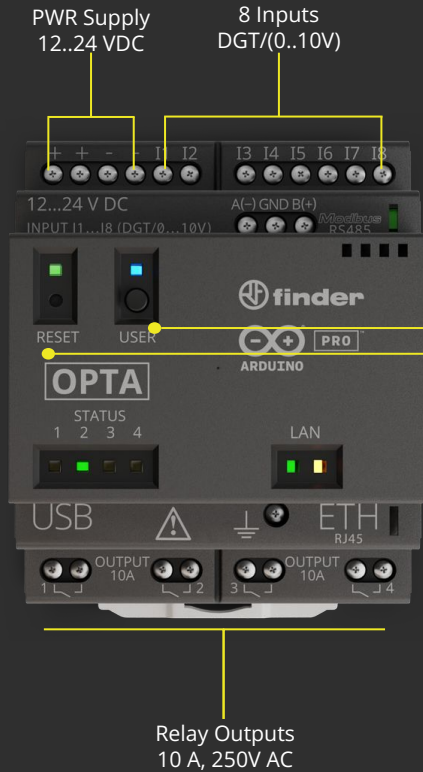 PWR Supply
12..24 VDC
8 Inputs
DGT/(0..10V)
+ + - - I1 I2
I3 I4 I5 I6 I7 I8
12...24 V DC
INPUT I1...I8 (DGT/0...10V)
A(-) GND B(+)
Modbus
RS485
RESET
USER
finder
ARDUINO
PRO
OPTA
STATUS
1 2 3 4
LAN
USB
ETH
RJ45
OUTPUT
10A
1
2
OUTPUT
10A
3
4
Relay Outputs
10 A, 250V AC